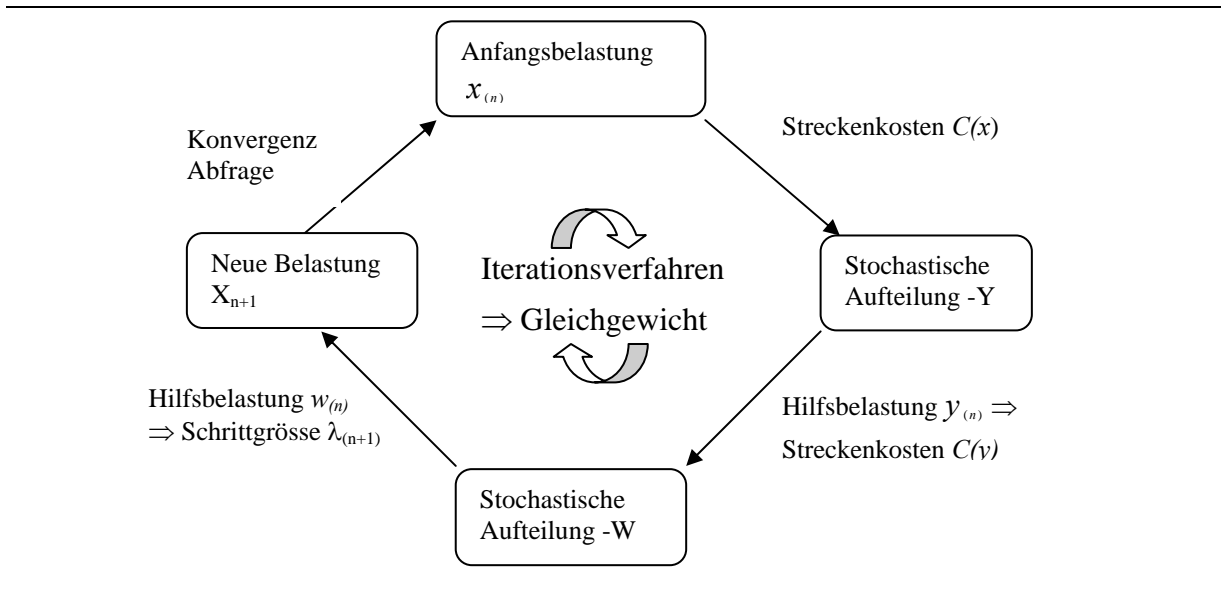 Anfangsbelastung
x₍ₙ₎
Streckenkosten C(x)
Konvergenz
Abfrage
Neue Belastung
Xₙ₊₁
Iterationsverfahren
⇒ Gleichgewicht
Stochastische
Aufteilung -Y
Hilfsbelastung w₍ₙ₎
⇒ Schrittgrösse λ₍ₙ₊₁₎
Hilfsbelastung y₍ₙ₎ ⇒
Streckenkosten C(y)
Stochastische
Aufteilung -W